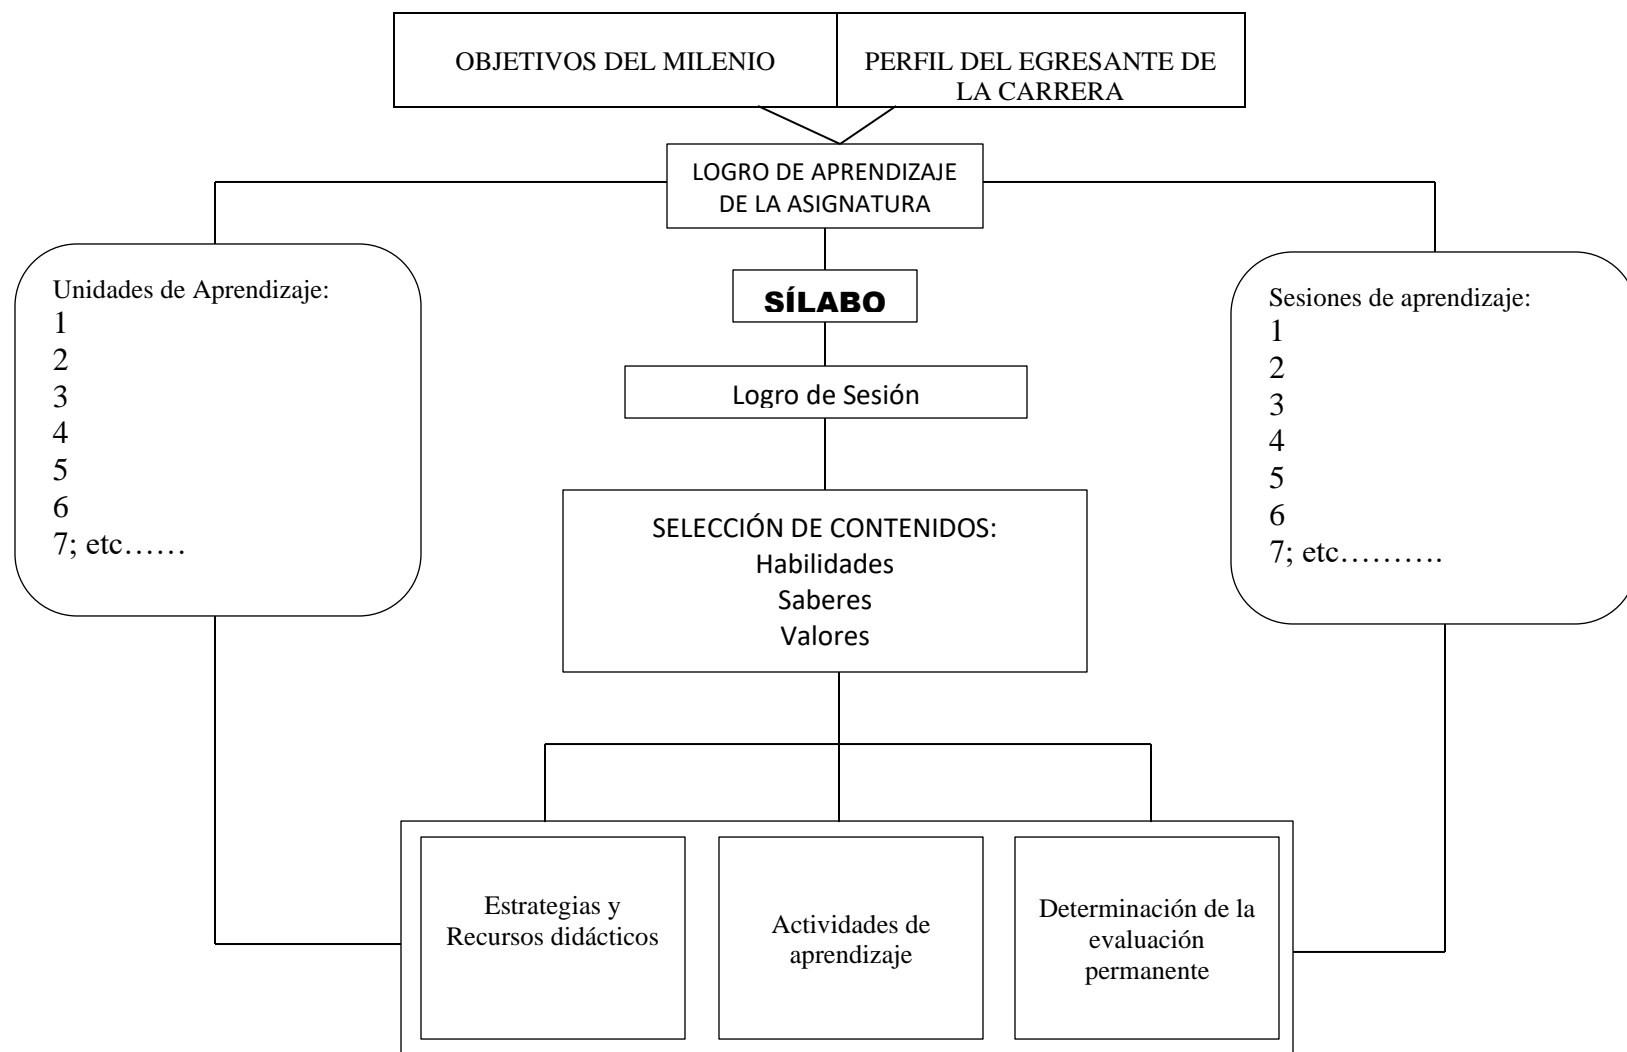 OBJETIVOS DEL MILENIO
PERFIL DEL EGRESANTE DE
LA CARRERA
LOGRO DE APRENDIZAJE
DE LA ASIGNATURA
Unidades de Aprendizaje:
1
2
3
4
5
6
7; etc……
SÍLABO
Logro de Sesión
SELECCIÓN DE CONTENIDOS:
Habilidades
Saberes
Valores
Sesiones de aprendizaje:
1
2
3
4
5
6
7; etc……….
Estrategias y
Recursos didácticos
Actividades de
aprendizaje
Determinación de la
evaluación
permanente